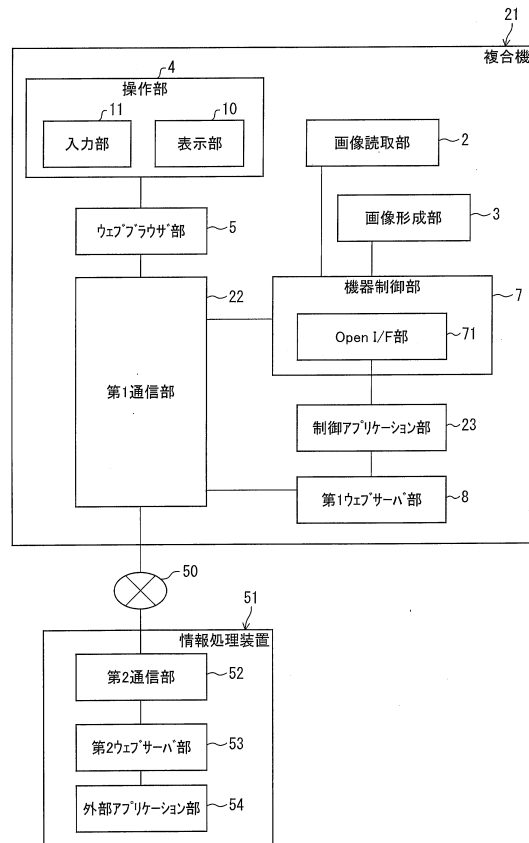 21
複合機
4
操作部
11
入力部
10
表示部
画像読取部
2
ウェブブラウザ部
5
画像形成部
3
22
第1通信部
機器制御部
7
Open I/F部
71
制御アプリケーション部
23
第1ウェブサーバ部
8
50
51
情報処理装置
第2通信部
52
第2ウェブサーバ部
53
外部アプリケーション部
54